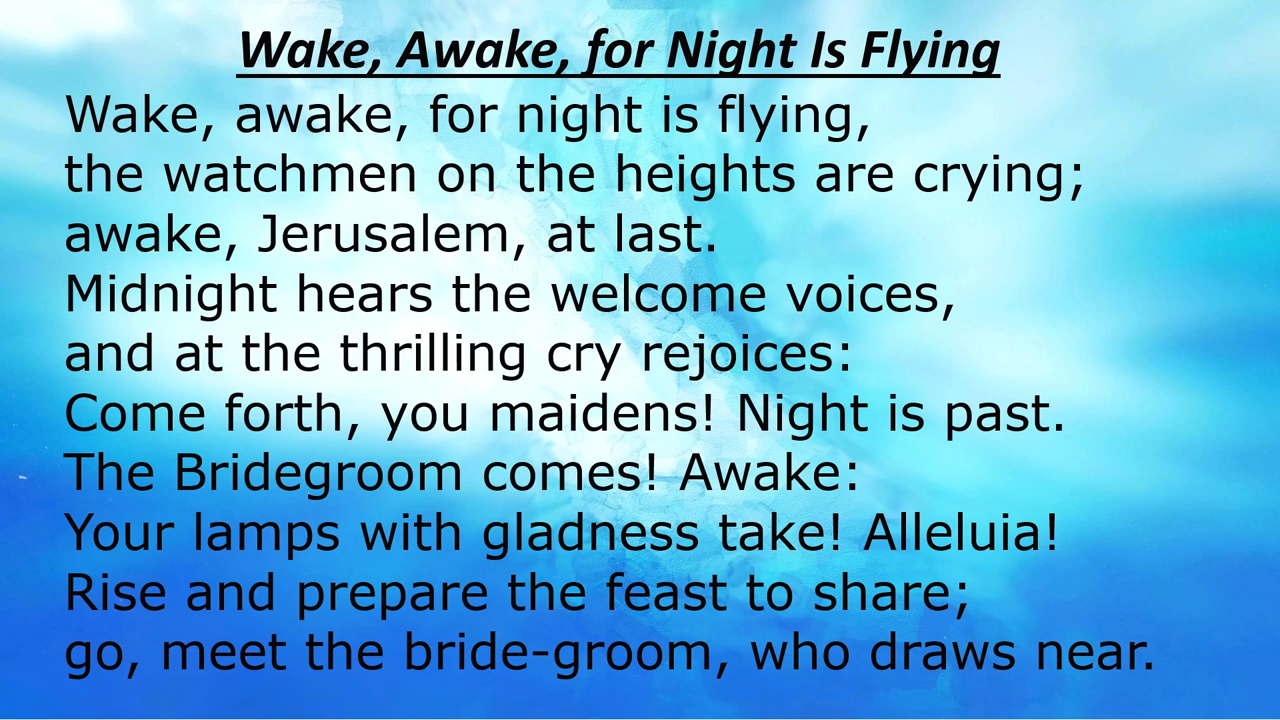 Wake, Awake, for Night Is Flying
Wake, awake, for night is flying,
the watchmen on the heights are crying;
awake, Jerusalem, at last.
Midnight hears the welcome voices,
and at the thrilling cry rejoices:
Come forth, you maidens! Night is past.
The Bridegroom comes! Awake:
Your lamps with gladness take! Alleluia!
Rise and prepare the feast to share;
go, meet the bride-groom, who draws near.